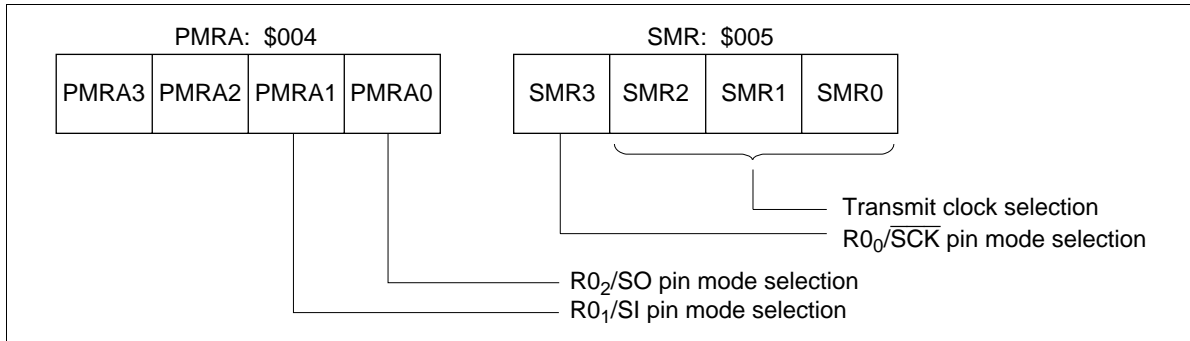 PMRA: $004
PMRA3 PMRA2 PMRA1 PMRA0
SMR: $005
SMR3 SMR2 SMR1 SMR0
Transmit clock selection
R0₀/S̅C̅K̅ pin mode selection
R0₂/SO pin mode selection
R0₁/SI pin mode selection